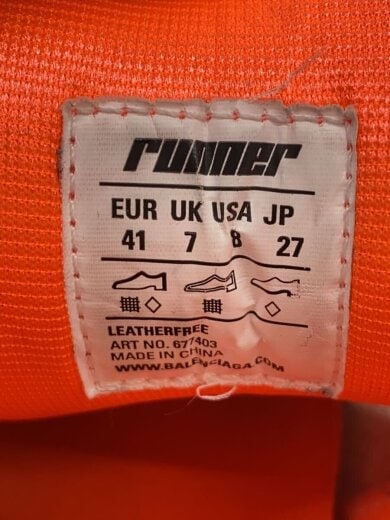 runner
EUR UK USA JP
41 7 8 27
LEATHERFREE
ART NO. 677403
MADE IN CHINA
WWW.BALENCIAGA.COM